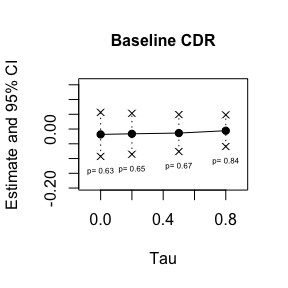 Baseline CDR
Estimate and 95% CI
0.00
-0.20
p= 0.63
p= 0.65
p= 0.67
p= 0.84
0.0
0.4
0.8
Tau